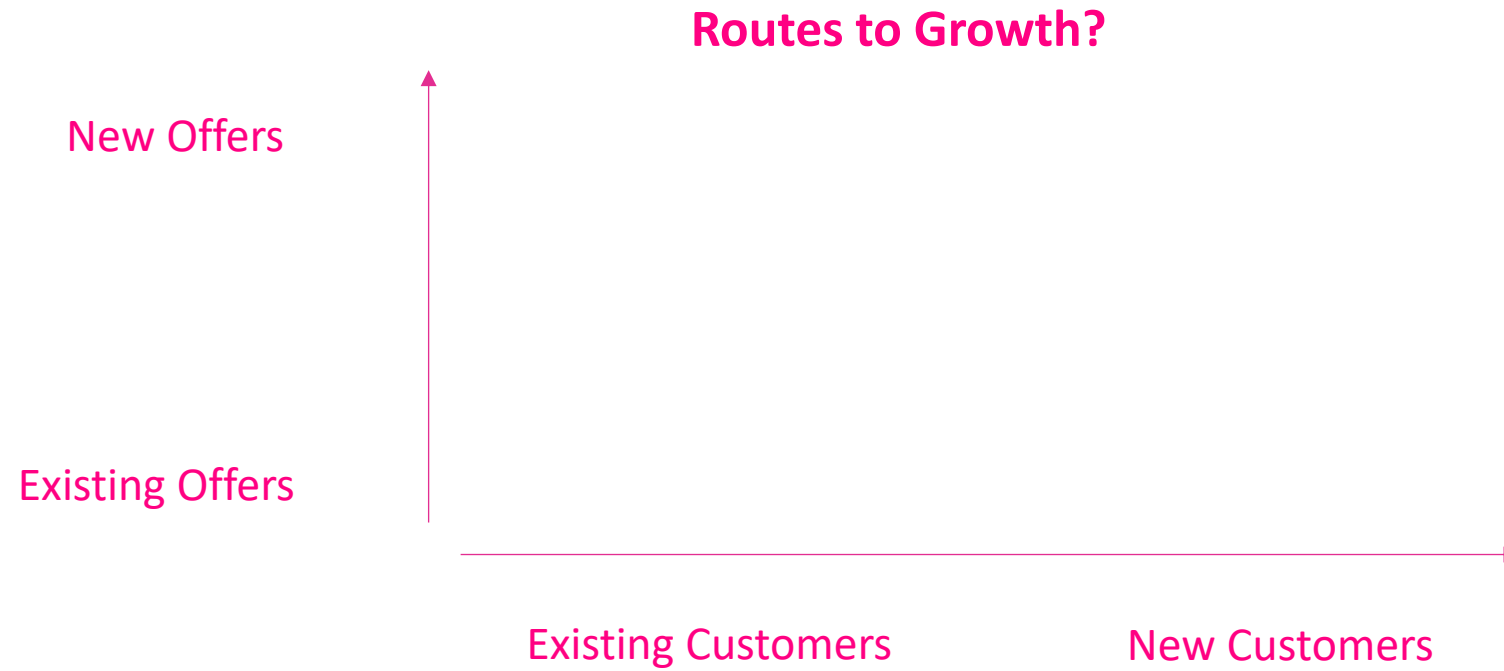 Routes to Growth?
New Offers
Existing Offers
Existing Customers
New Customers